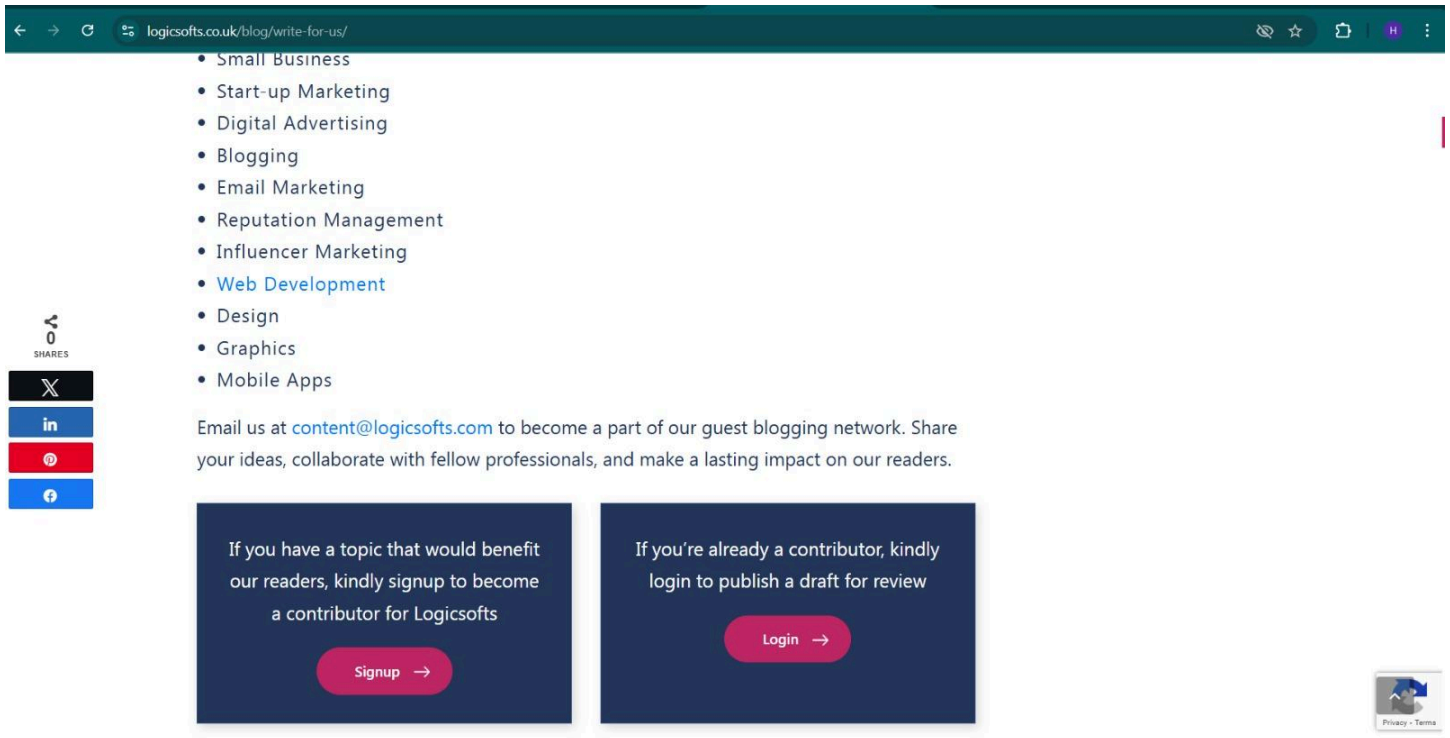 logicsofts.co.uk/blog/write-for-us/
H
Small Business
Start-up Marketing
Digital Advertising
Blogging
Email Marketing
Reputation Management
Influencer Marketing
Web Development
Design
Graphics
Mobile Apps
0
SHARES
Email us at content@logicsofts.com to become a part of our guest blogging network. Share
your ideas, collaborate with fellow professionals, and make a lasting impact on our readers.
If you have a topic that would benefit
our readers, kindly signup to become
a contributor for Logicsofts
Signup →
If you're already a contributor, kindly
login to publish a draft for review
Login →
Privacy - Terms